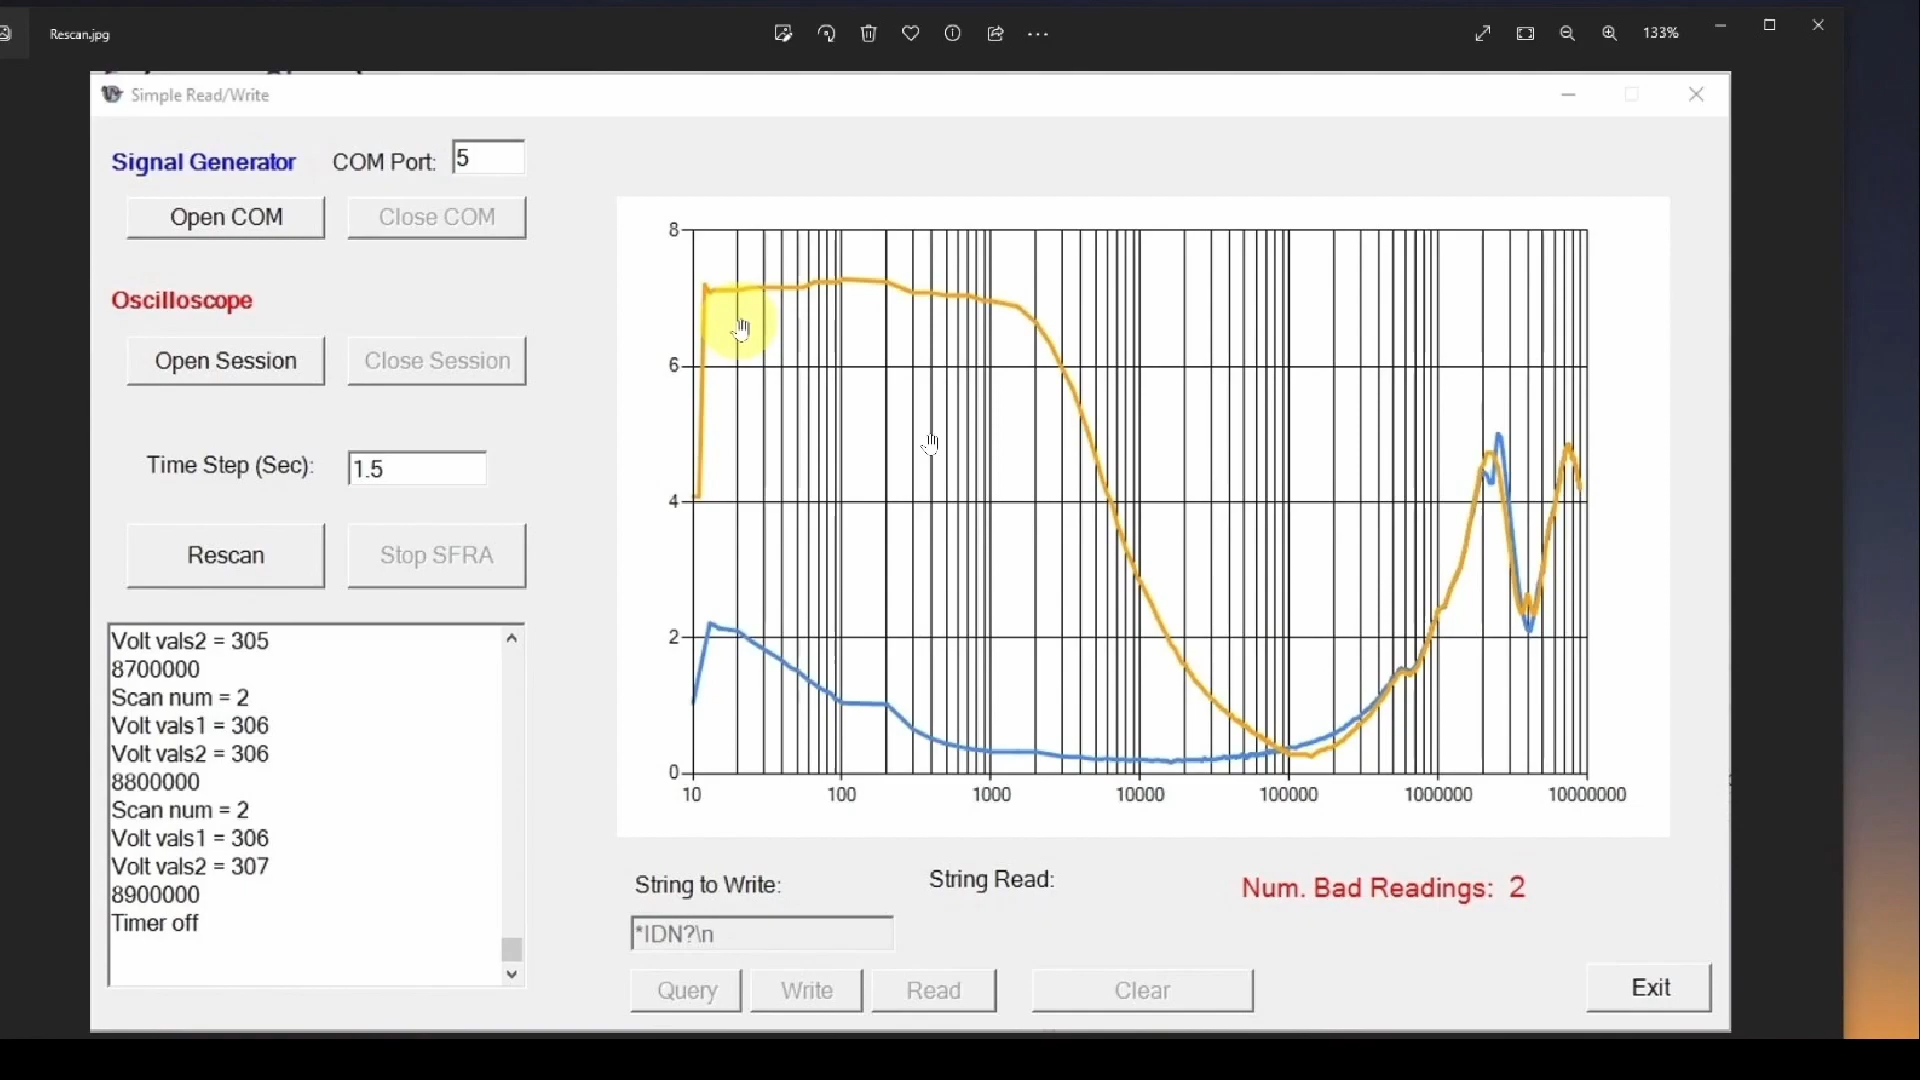 Rescan.jpg
133%
Simple Read/Write
Signal Generator COM Port: 5
Open COM Close COM
Oscilloscope
Open Session Close Session
Time Step (Sec): 1.5
Rescan Stop SFRA
Volt vals2 = 305
8700000
Scan num = 2
Volt vals1 = 306
Volt vals2 = 306
8800000
Scan num = 2
Volt vals1 = 306
Volt vals2 = 307
8900000
Timer off
8
6
4
2
0
10 100 1000 10000 100000 1000000 10000000
String to Write: String Read: Num. Bad Readings: 2
*IDN?\n
Query Write Read Clear Exit